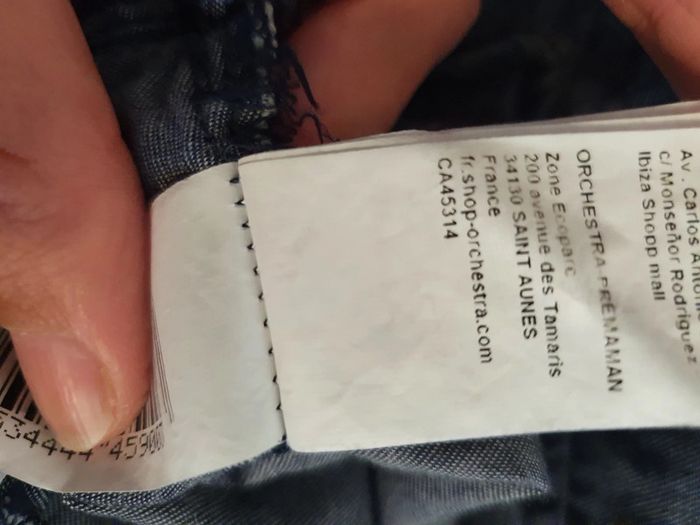 Av . Carlos
c/ Monseñor Rodriguez
Ibiza Shopp mall
ORCHESTRA PREMAMAN
Zone Ecoparc
200 avenue des Tamaris
34130 SAINT AUNES
France
fr.shop-orchestra.com
CA45314